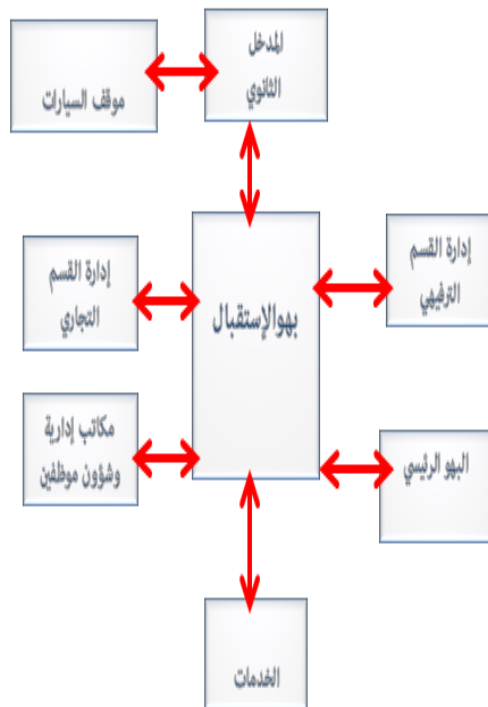 المدخل
الثانوي
موقف السيارات
إدارة القسم
الترفيهي
بهوالإستقبال
إدارة القسم
التجاري
مكاتب إدارية
وشؤون موظفين
البهو الرئيسي
الخدمات